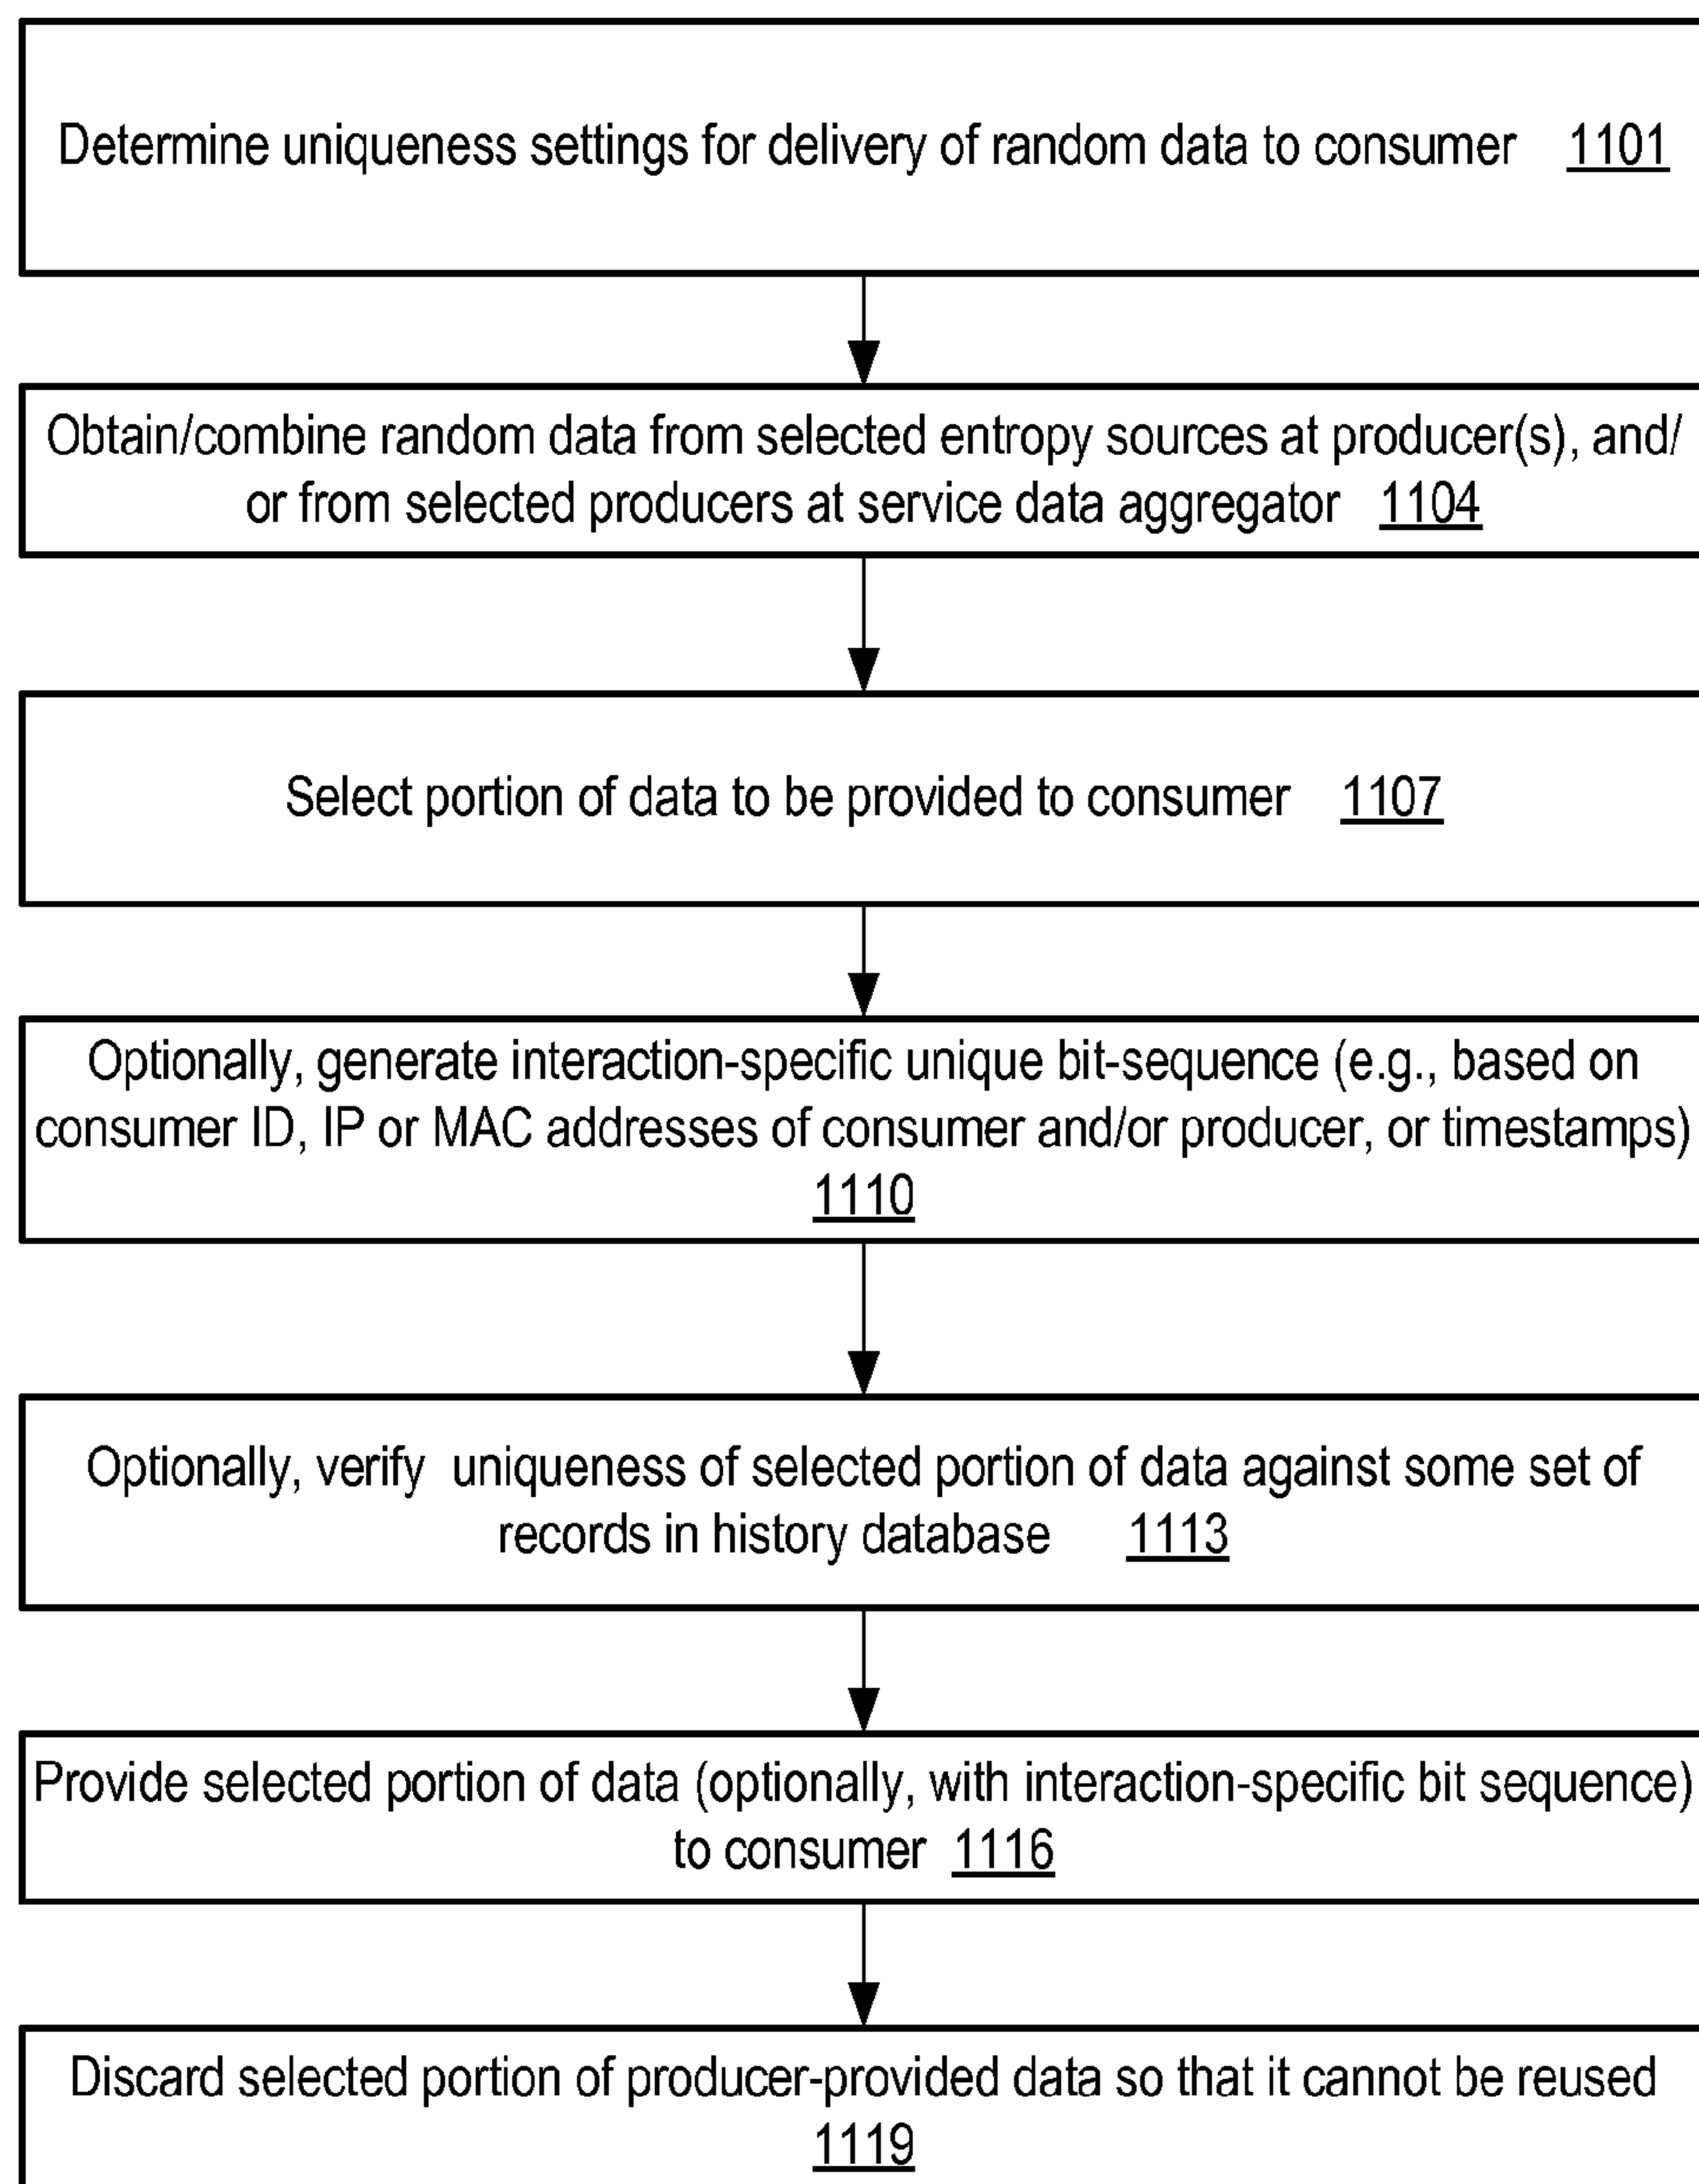 Determine uniqueness settings for delivery of random data to consumer 1101
Obtain/combine random data from selected entropy sources at producer(s), and/
or from selected producers at service data aggregator 1104
Select portion of data to be provided to consumer 1107
Optionally, generate interaction-specific unique bit-sequence (e.g., based on
consumer ID, IP or MAC addresses of consumer and/or producer, or timestamps)
1110
Optionally, verify uniqueness of selected portion of data against some set of
records in history database 1113
Provide selected portion of data (optionally, with interaction-specific bit sequence)
to consumer 1116
Discard selected portion of producer-provided data so that it cannot be reused
1119